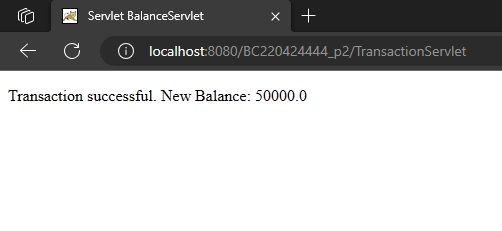 Servlet BalanceServlet
localhost:8080/BC220424444_p2/TransactionServlet
Transaction successful. New Balance: 50000.0